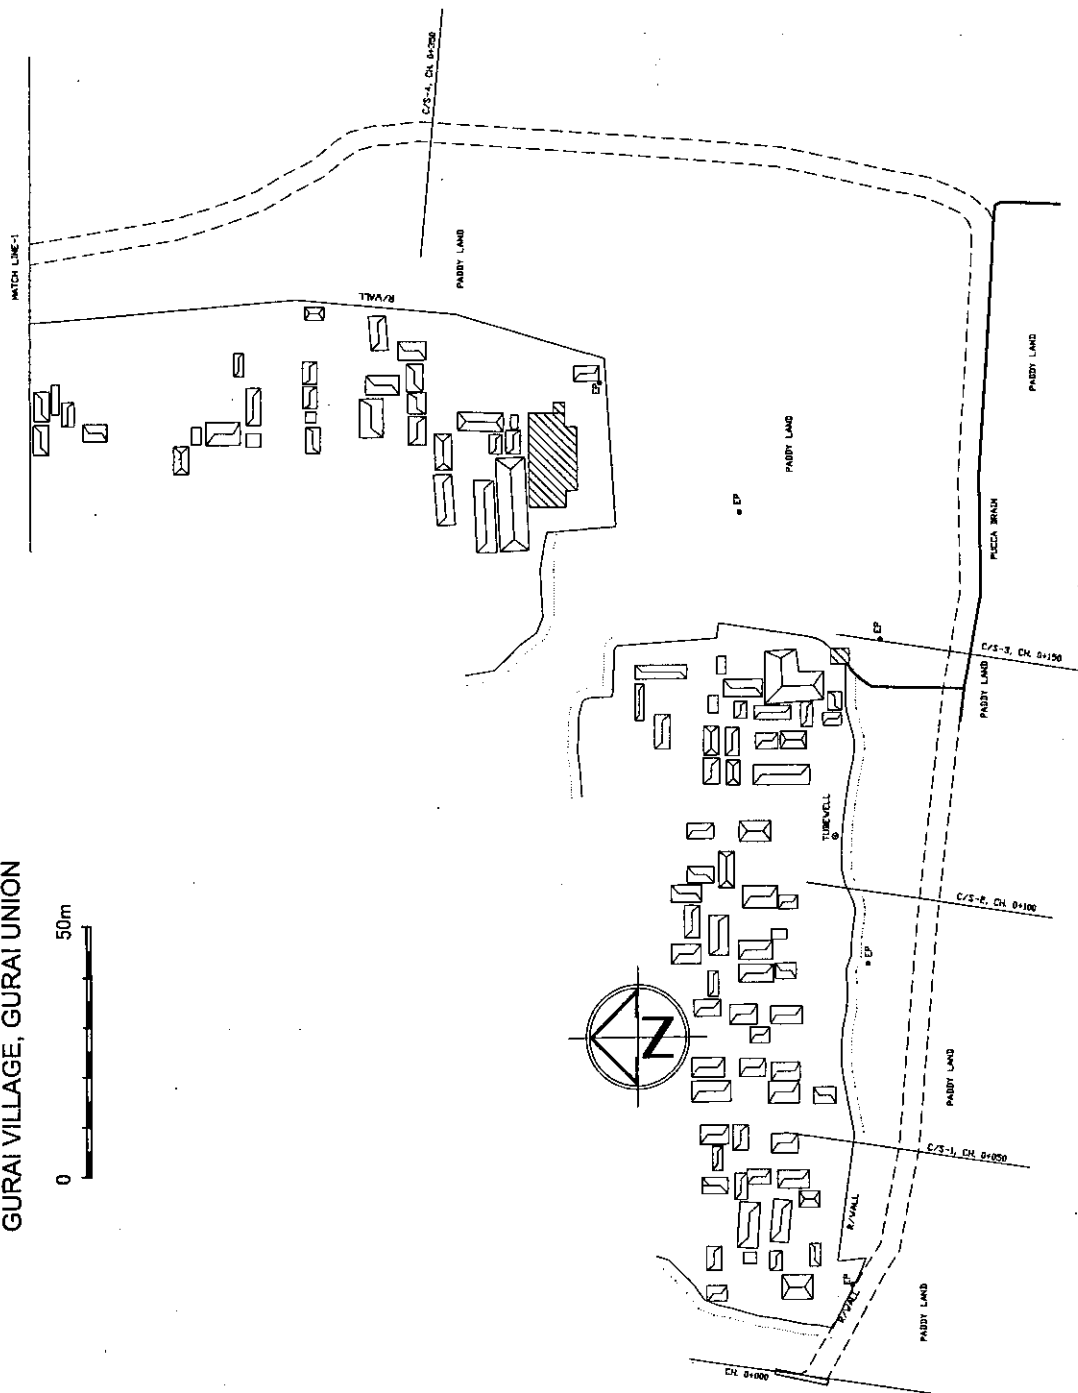 GURAI VILLAGE, GURAI UNION
0
50m
MATCH LINE-1
C/S-4, CH. 0+250
PADDY LAND
R/WALL
EP
PADDY LAND
EP
PADDY LAND
PUCCA DRAIN
EP
C/S-3, CH. 0+150
PADDY LAND
TUBEWELL
C/S-2, CH. 0+100
EP
N
PADDY LAND
C/S-1, CH. 0+050
R/WALL
EP
R/WALL
PADDY LAND
CH. 0+000